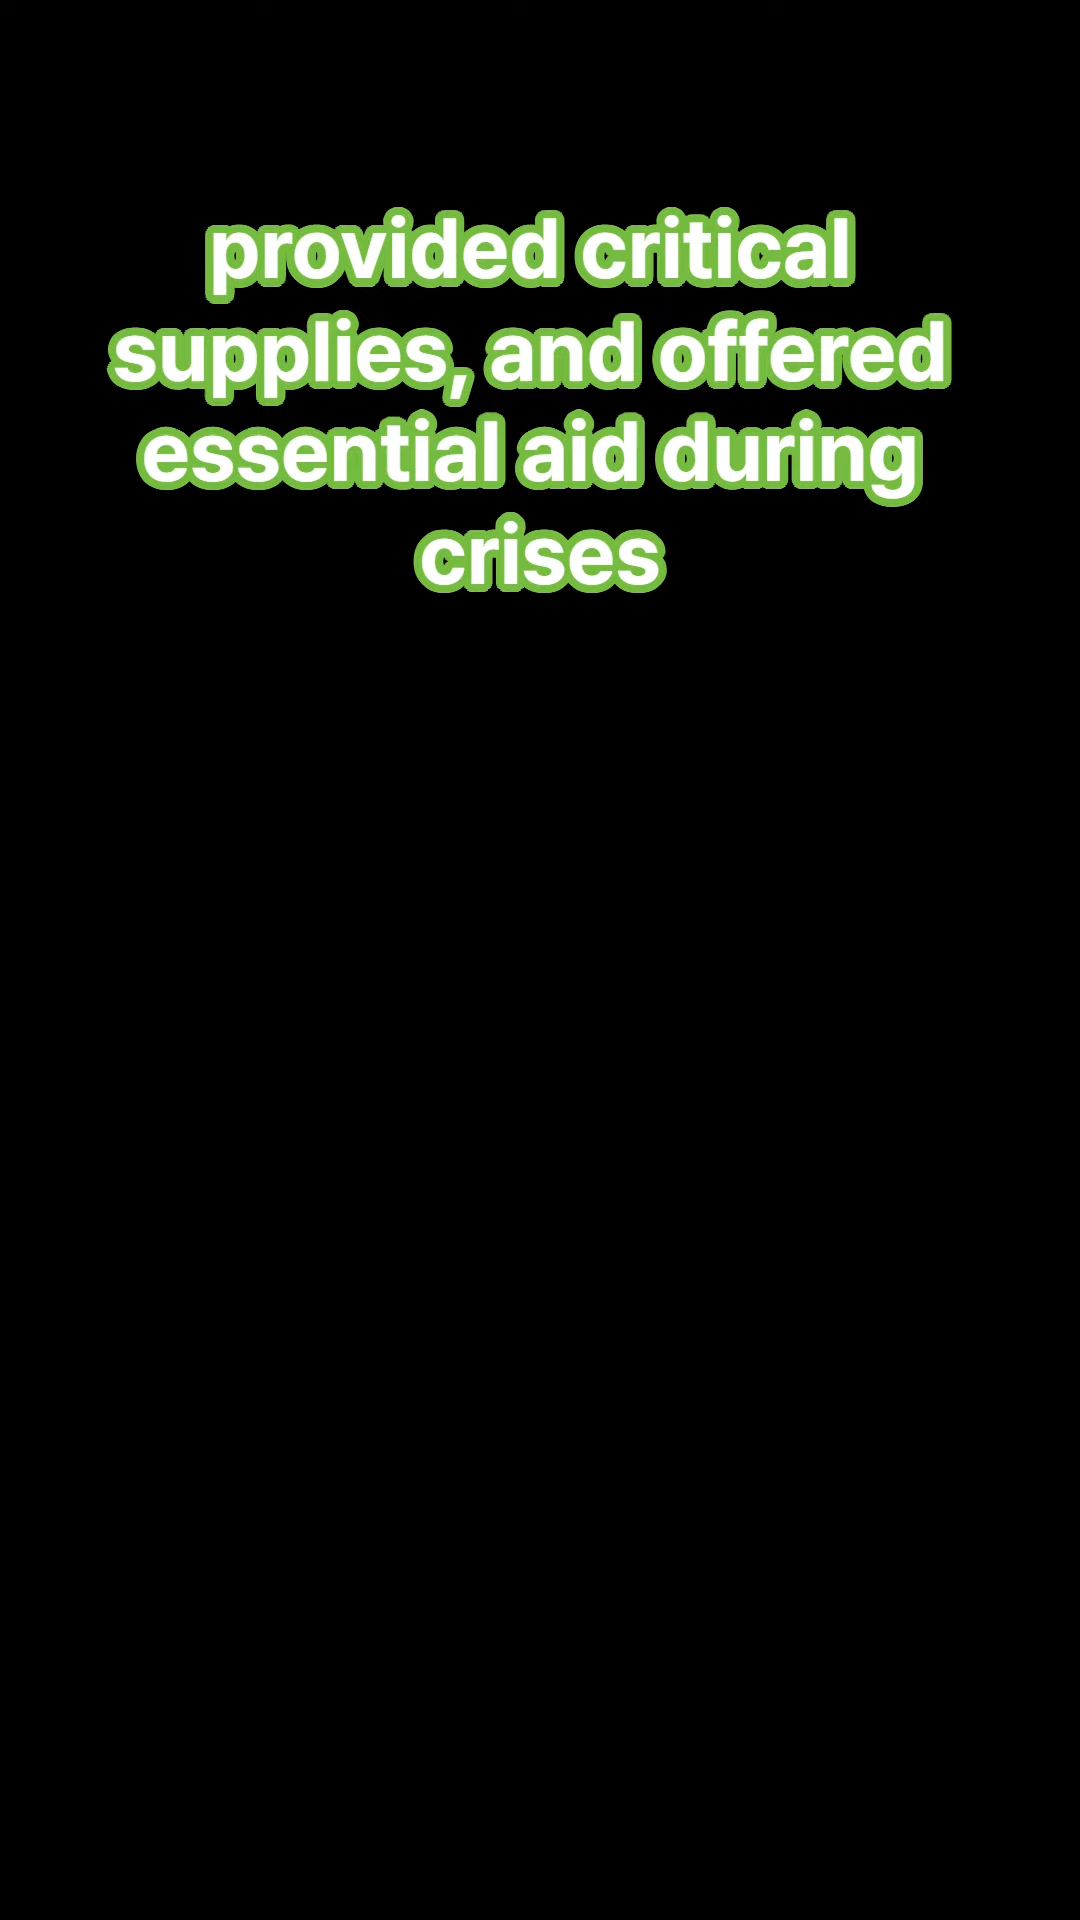 provided critical
supplies, and offered
essential aid during
crises